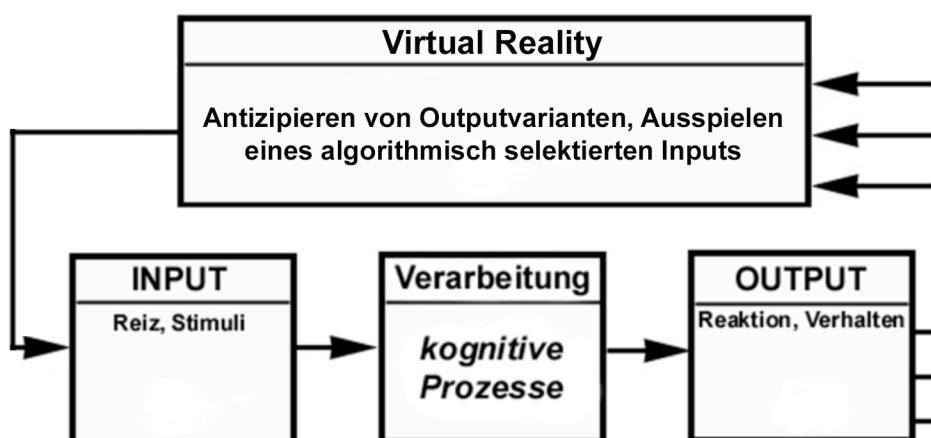 Virtual Reality
Antizipieren von Outputvarianten, Ausspielen
eines algorithmisch selektierten Inputs
INPUT
Reiz, Stimuli
Verarbeitung
kognitive
Prozesse
OUTPUT
Reaktion, Verhalten